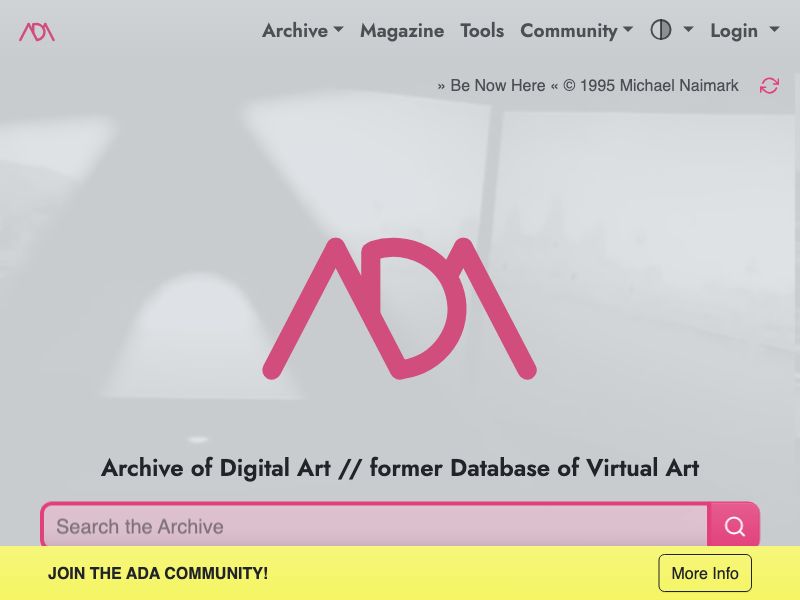 ADA
Archive Magazine Tools Community Login
» Be Now Here « © 1995 Michael Naimark
ADA
Archive of Digital Art // former Database of Virtual Art
Search the Archive
JOIN THE ADA COMMUNITY! More Info